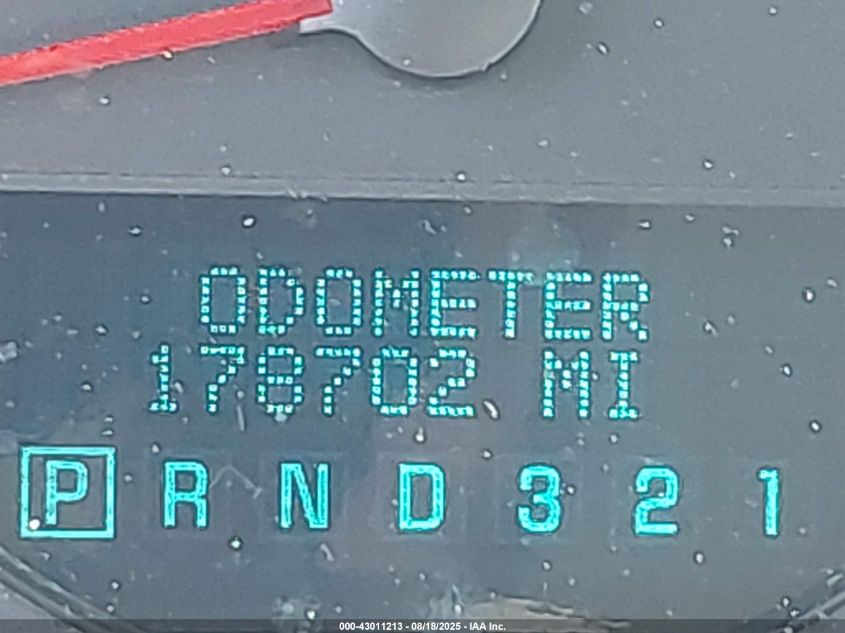 ODOMETER
178702 MI
P R N D 3 2 1
000-43011213 - 08/18/2025 - IAA Inc.